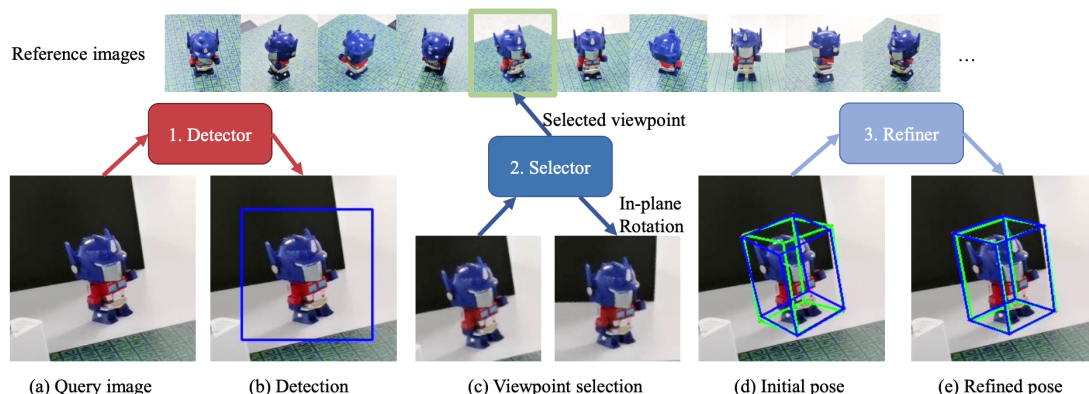 Reference images
...
1. Detector
Selected viewpoint
3. Refiner
2. Selector
In-plane
Rotation
(a) Query image
(b) Detection
(c) Viewpoint selection
(d) Initial pose
(e) Refined pose